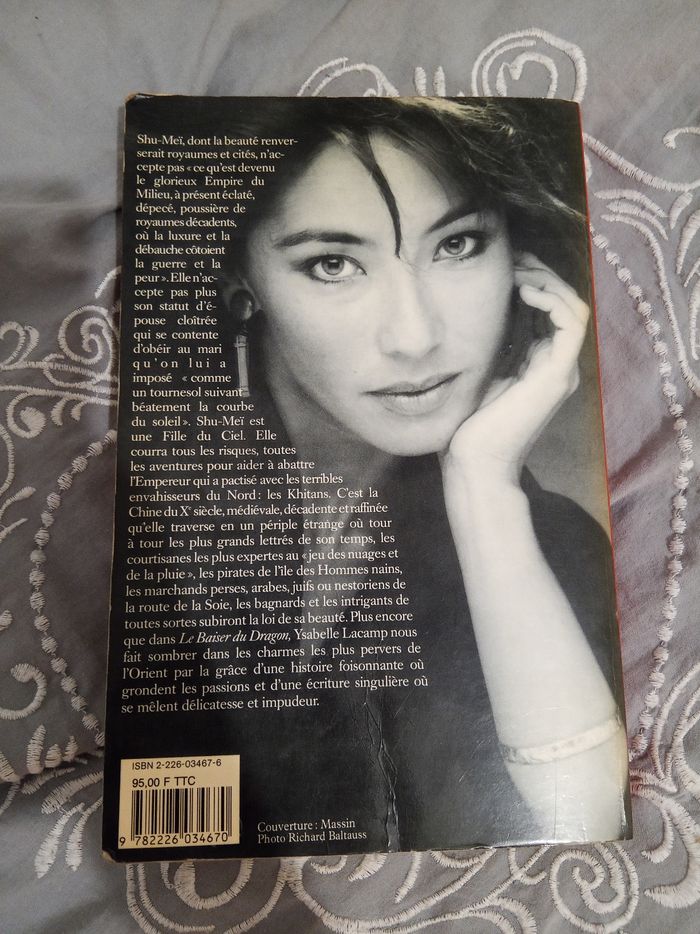 Shu-Meï, dont la beauté renver-
serait royaumes et cités, n'ac-
cepte pas « ce qu'est devenu
le glorieux Empire du
Milieu, à présent éclaté,
dépecé, poussière de
royaumes décadents,
où la luxure et la
débauche côtoient
la guerre et la
peur ». Elle n'ac-
cepte pas plus
son statut d'é-
pouse cloîtrée
qui se contente
d'obéir au mari
qu'on lui a
imposé « comme
un tournesol suivant
béatement la courbe
du soleil ». Shu-Meï est
une Fille du Ciel. Elle
courra tous les risques, toutes
les aventures pour aider à abattre
l'Empereur qui a pactisé avec les terribles
envahisseurs du Nord : les Khitans. C'est la
Chine du Xe siècle, médiévale, décadente et raffinée
qu'elle traverse en un périple étrange où tour
à tour les plus grands lettrés de son temps, les
courtisanes les plus expertes au « jeu des nuages et
de la pluie », les pirates de l'île des Hommes nains,
les marchands perses, arabes, juifs ou nestoriens de
la route de la Soie, les bagnards et les intrigants de
toutes sortes subiront la loi de sa beauté. Plus encore
que dans Le Baiser du Dragon, Ysabelle Lacamp nous
fait sombrer dans les charmes les plus pervers de
l'Orient par la grâce d'une histoire foisonnante où
grondent les passions et d'une écriture singulière où
se mêlent délicatesse et impudeur.
ISBN 2-226-03467-6
95,00 F TTC
9 782226 034670
Couverture : Massin
Photo Richard Baltauss